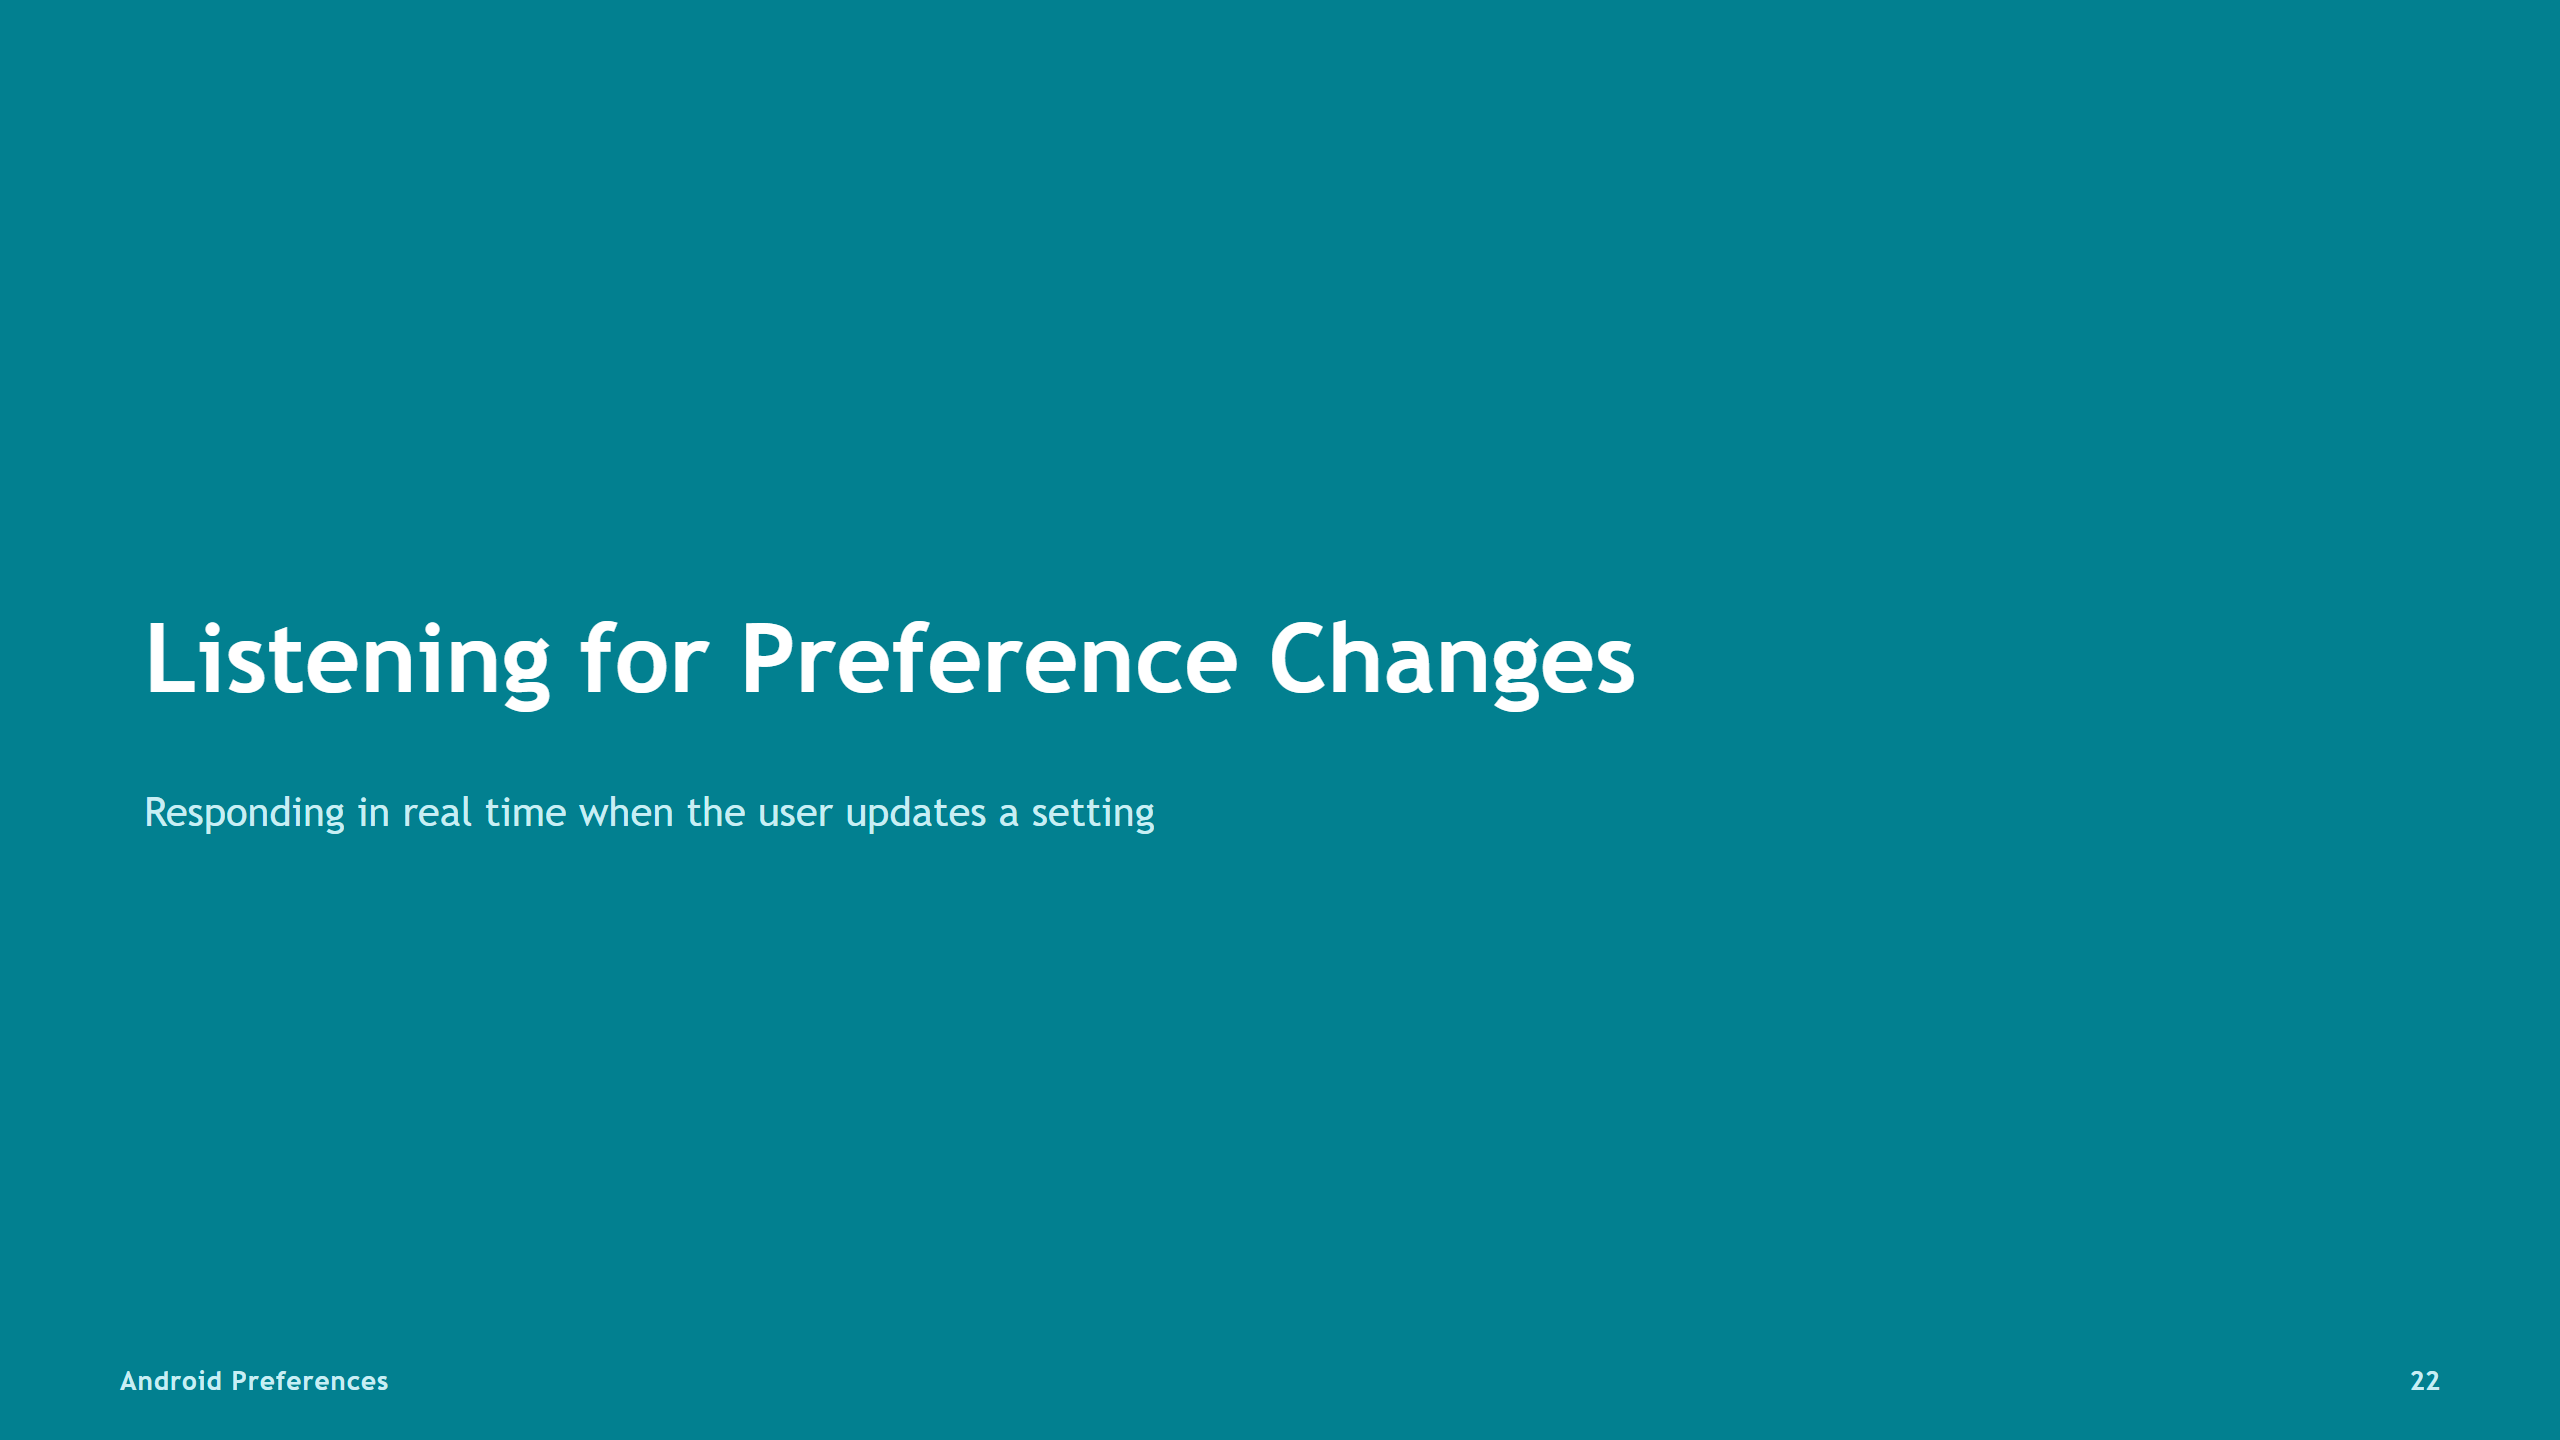 Listening for Preference Changes
Responding in real time when the user updates a setting
Android Preferences
22